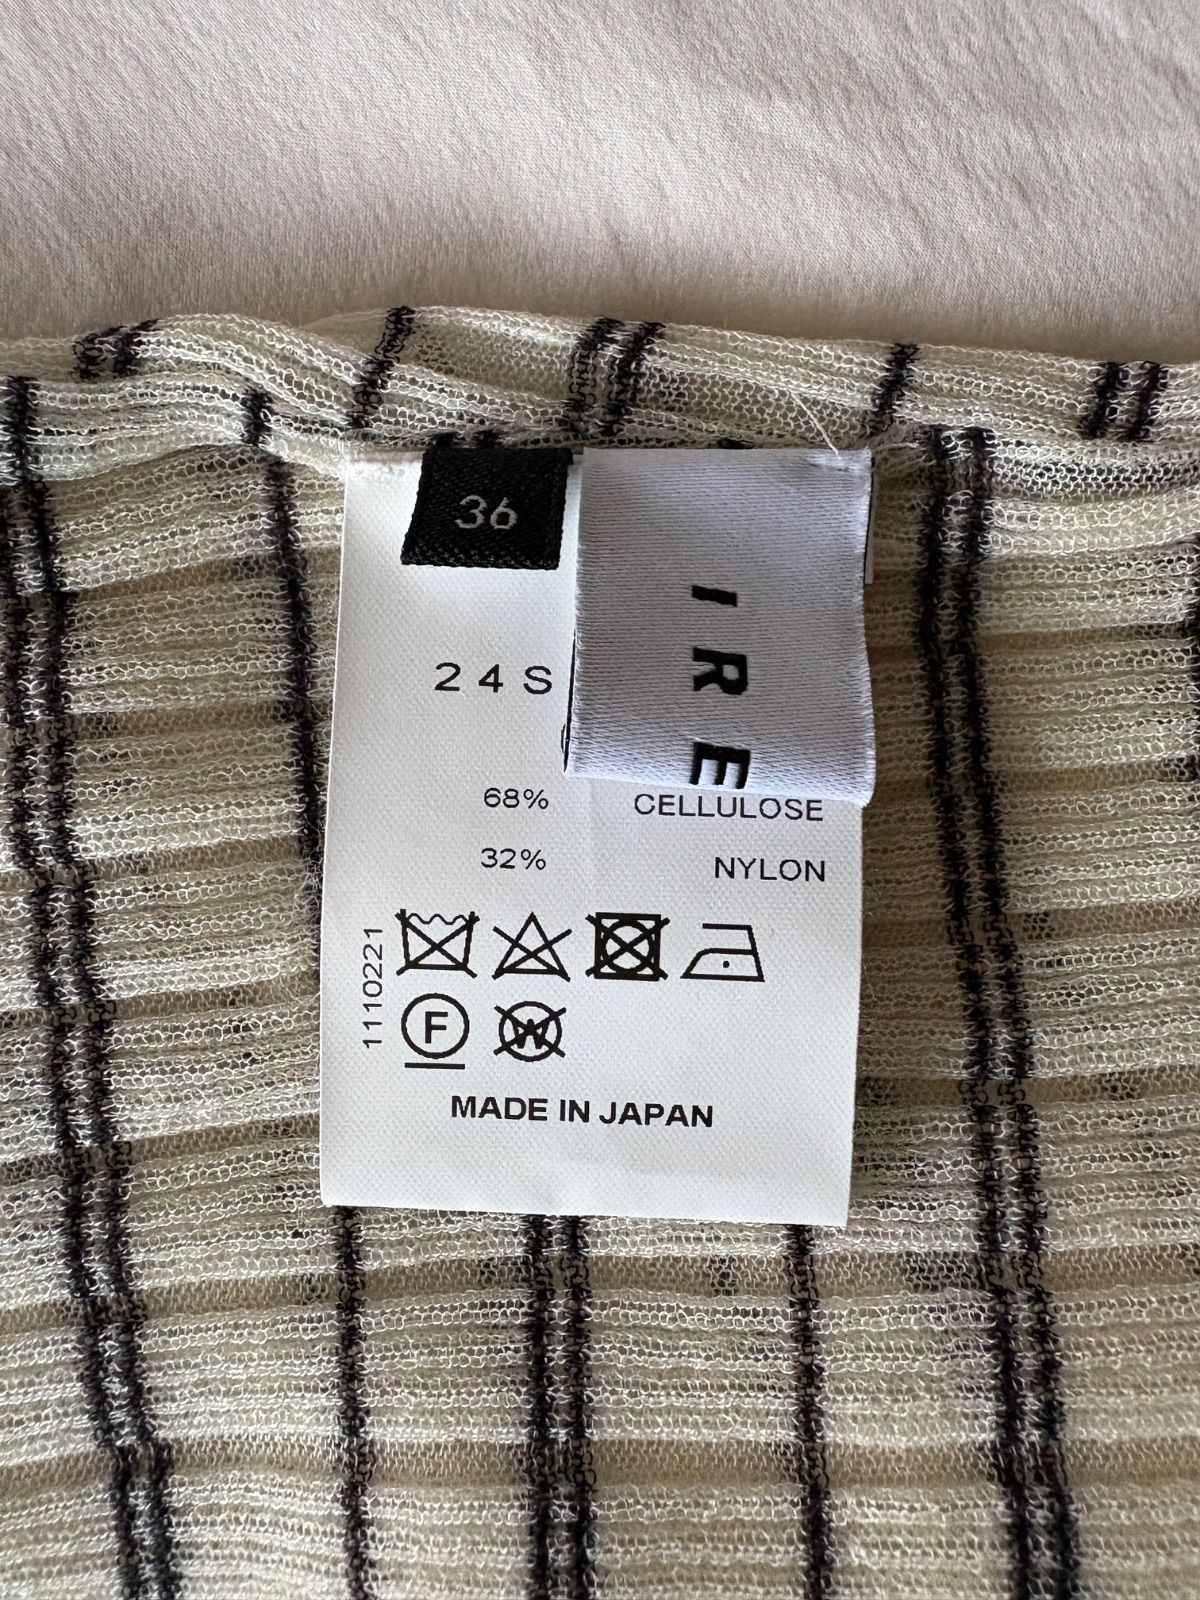 36
IRE
24S
68% CELLULOSE
32% NYLON
1110221
F
W
MADE IN JAPAN